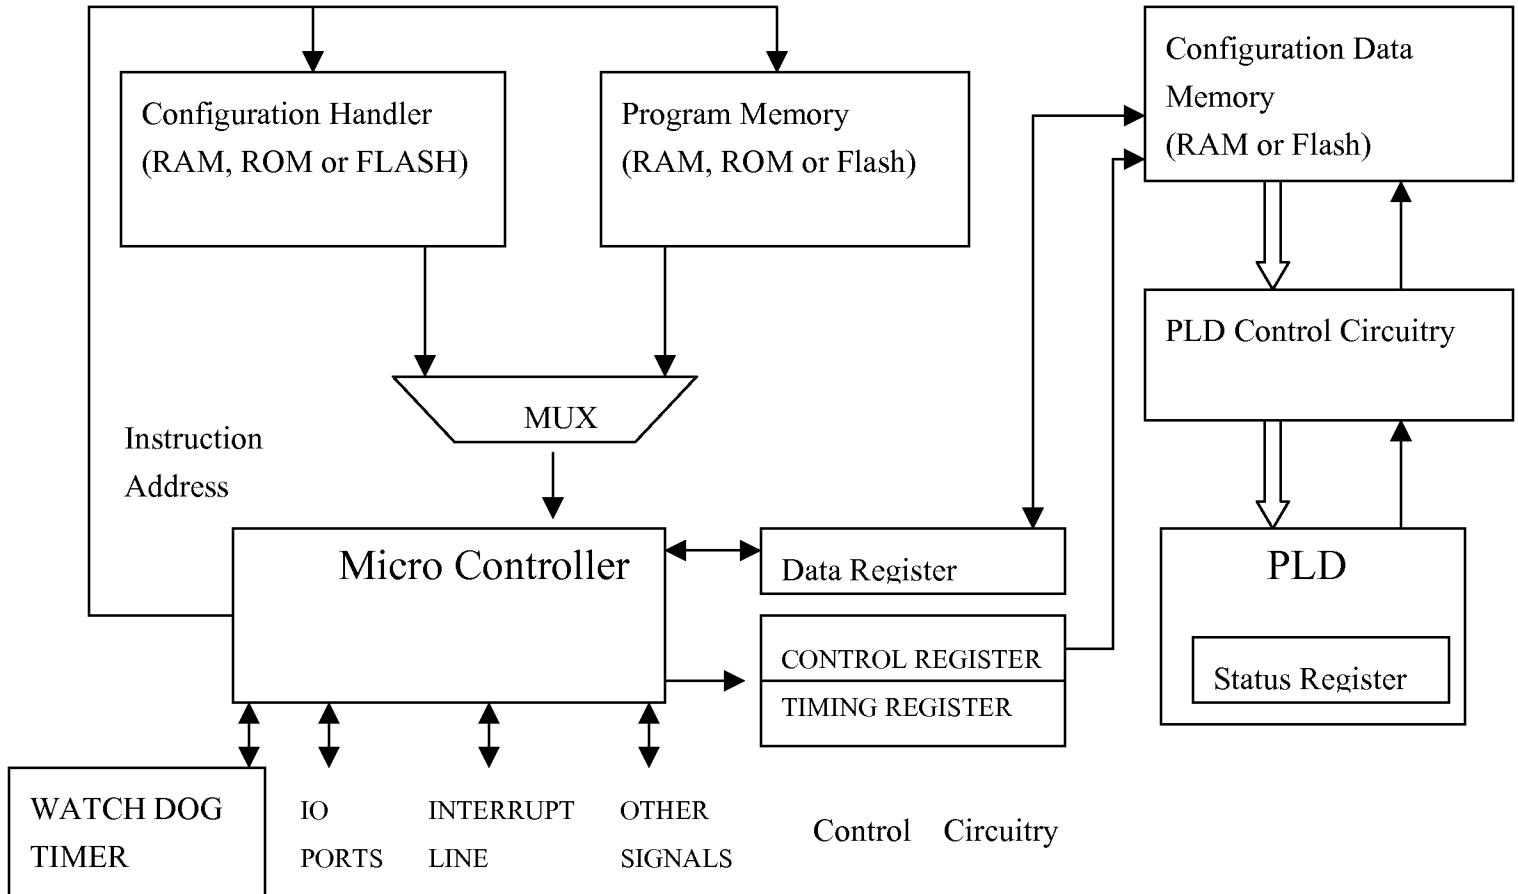 Configuration Handler
(RAM, ROM or FLASH)
Program Memory
(RAM, ROM or Flash)
Configuration Data
Memory
(RAM or Flash)
PLD Control Circuitry
MUX
Instruction
Address
Micro Controller
Data Register
CONTROL REGISTER
TIMING REGISTER
PLD
Status Register
WATCH DOG
TIMER
IO
PORTS
INTERRUPT
LINE
OTHER
SIGNALS
Control Circuitry